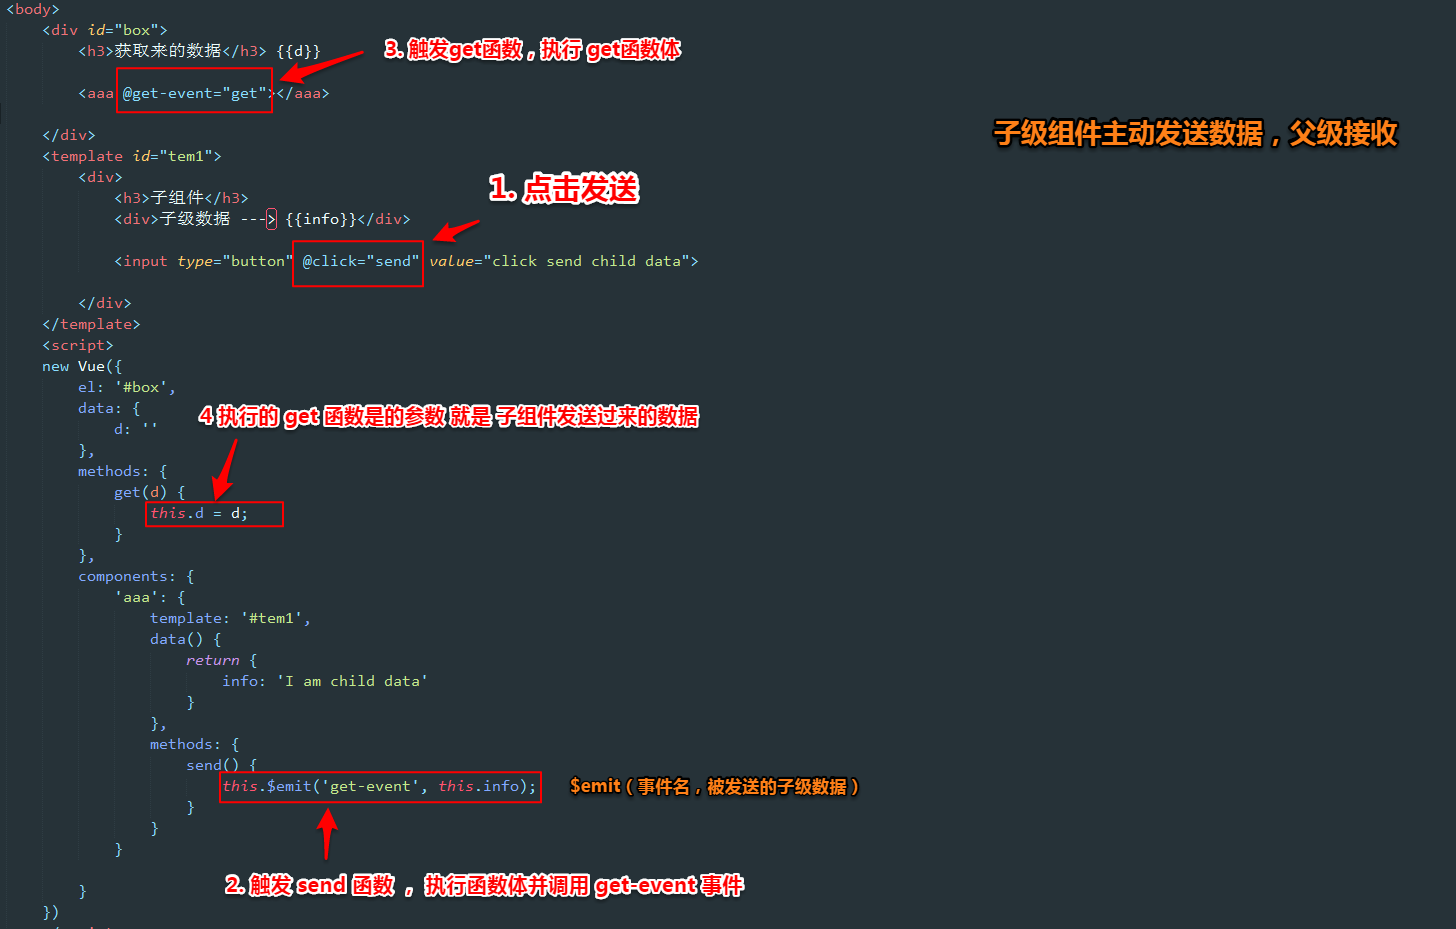 <body>
<div id="box">
<h3>获取来的数据</h3> {{d}}
3. 触发get函数，执行 get函数体
<aaa @get-event="get"></aaa>
</div>
子级组件主动发送数据，父级接收
<template id="tem1">
<div>
1. 点击发送
<h3>子组件</h3>
<div>子级数据 ---> {{info}}</div>
<input type="button" @click="send" value="click send child data">
</div>
</template>
<script>
new Vue({
el: '#box',
data: {
4 执行的 get 函数是的参数 就是 子组件发送过来的数据
d: ''
},
methods: {
get(d) {
this.d = d;
}
},
components: {
'aaa': {
template: '#tem1',
data() {
return {
info: 'I am child data'
}
},
methods: {
send() {
this.$emit('get-event', this.info);
$emit（事件名，被发送的子级数据）
}
}
}
2. 触发 send 函数 ，执行函数体并调用 get-event 事件
}
})